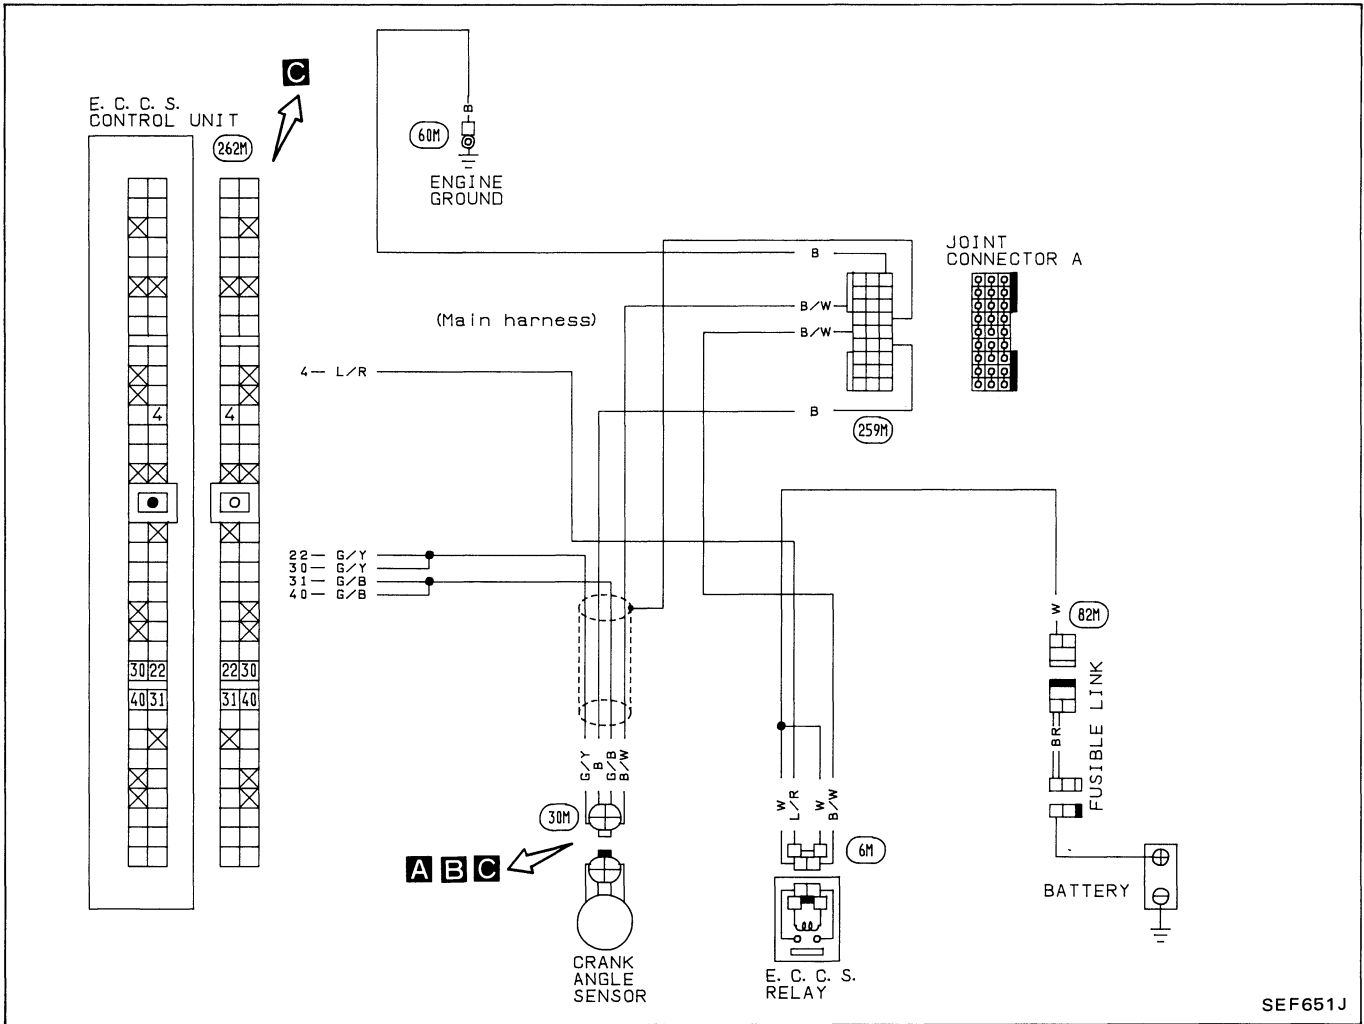 C
E. C. C. S.
CONTROL UNIT
262M
B
60M
ENGINE
GROUND
JOINT
CONNECTOR A
B
B/W
(Main harness)
B/W
4 L/R
4 4
B
259M
22 G/Y
30 G/Y
31 G/B
40 G/B
W
82M
30 22 22 30
40 31 31 40
FUSIBLE LINK
BR
G/Y
B
G/B
B/W
W
L/R
W
B/W
30M
6M
A B C
BATTERY
CRANK
ANGLE
SENSOR
E. C. C. S.
RELAY
SEF651J